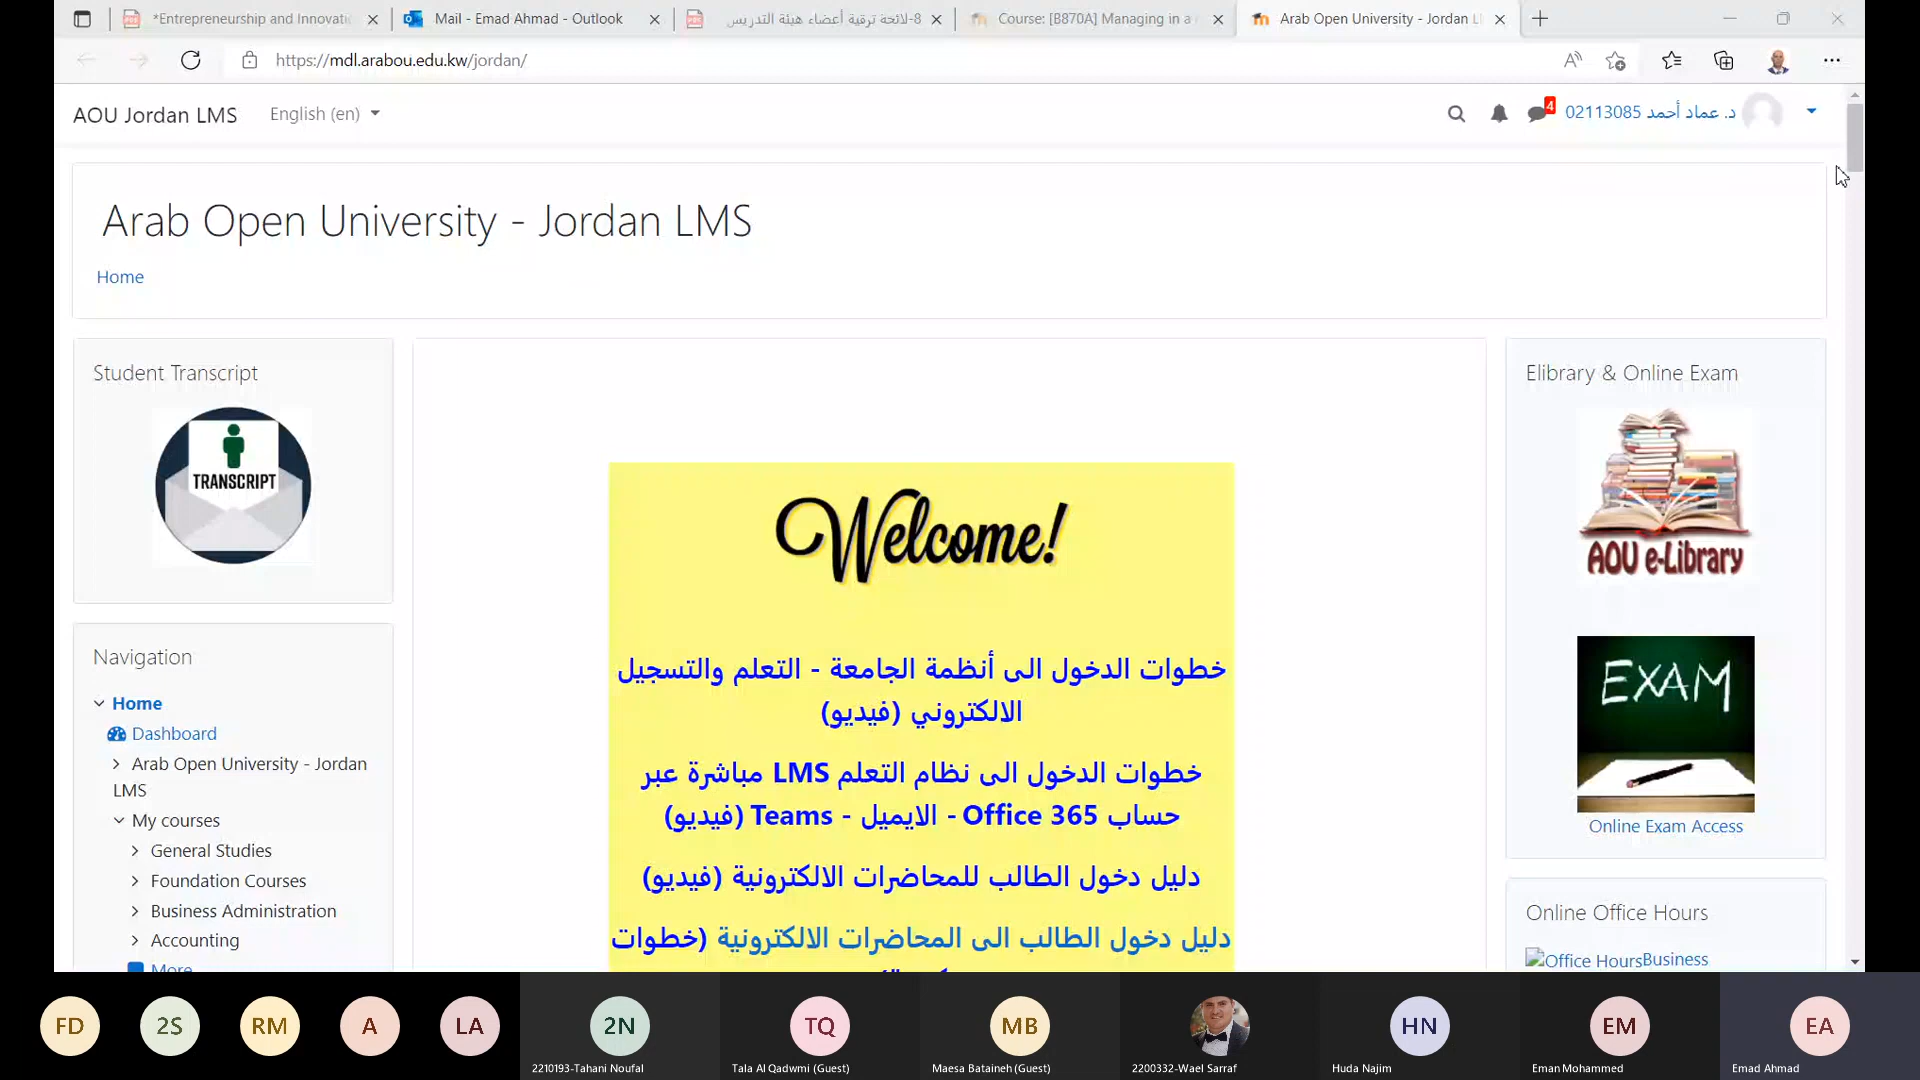 *Entrepreneurship and Innovati
Mail - Emad Ahmad - Outlook
8-لائحة ترقية أعضاء هيئة التدريس
Course: [B870A] Managing in a
Arab Open University - Jordan L
https://mdl.arabou.edu.kw/jordan/
AOU Jordan LMS
English (en)
4
د. عماد أحمد 02113085
Arab Open University - Jordan LMS
Home
Student Transcript
TRANSCRIPT
Navigation
Home
Dashboard
Arab Open University - Jordan
LMS
My courses
General Studies
Foundation Courses
Business Administration
Accounting
More
Welcome!
خطوات الدخول الى أنظمة الجامعة - التعلم والتسجيل
الالكتروني (فيديو)
خطوات الدخول الى نظام التعلم LMS مباشرة عبر
حساب Office 365 - الايميل - Teams (فيديو)
دليل دخول الطالب للمحاضرات الالكترونية (فيديو)
دليل دخول الطالب الى المحاضرات الالكترونية (خطوات
Elibrary & Online Exam
AOU e-Library
EXAM
Online Exam Access
Online Office Hours
Office HoursBusiness
FD
2S
RM
A
LA
2N
TQ
MB
HN
EM
EA
2210193-Tahani Noufal
Tala Al Qadwmi (Guest)
Maesa Bataineh (Guest)
2200332-Wael Sarraf
Huda Najim
Eman Mohammed
Emad Ahmad